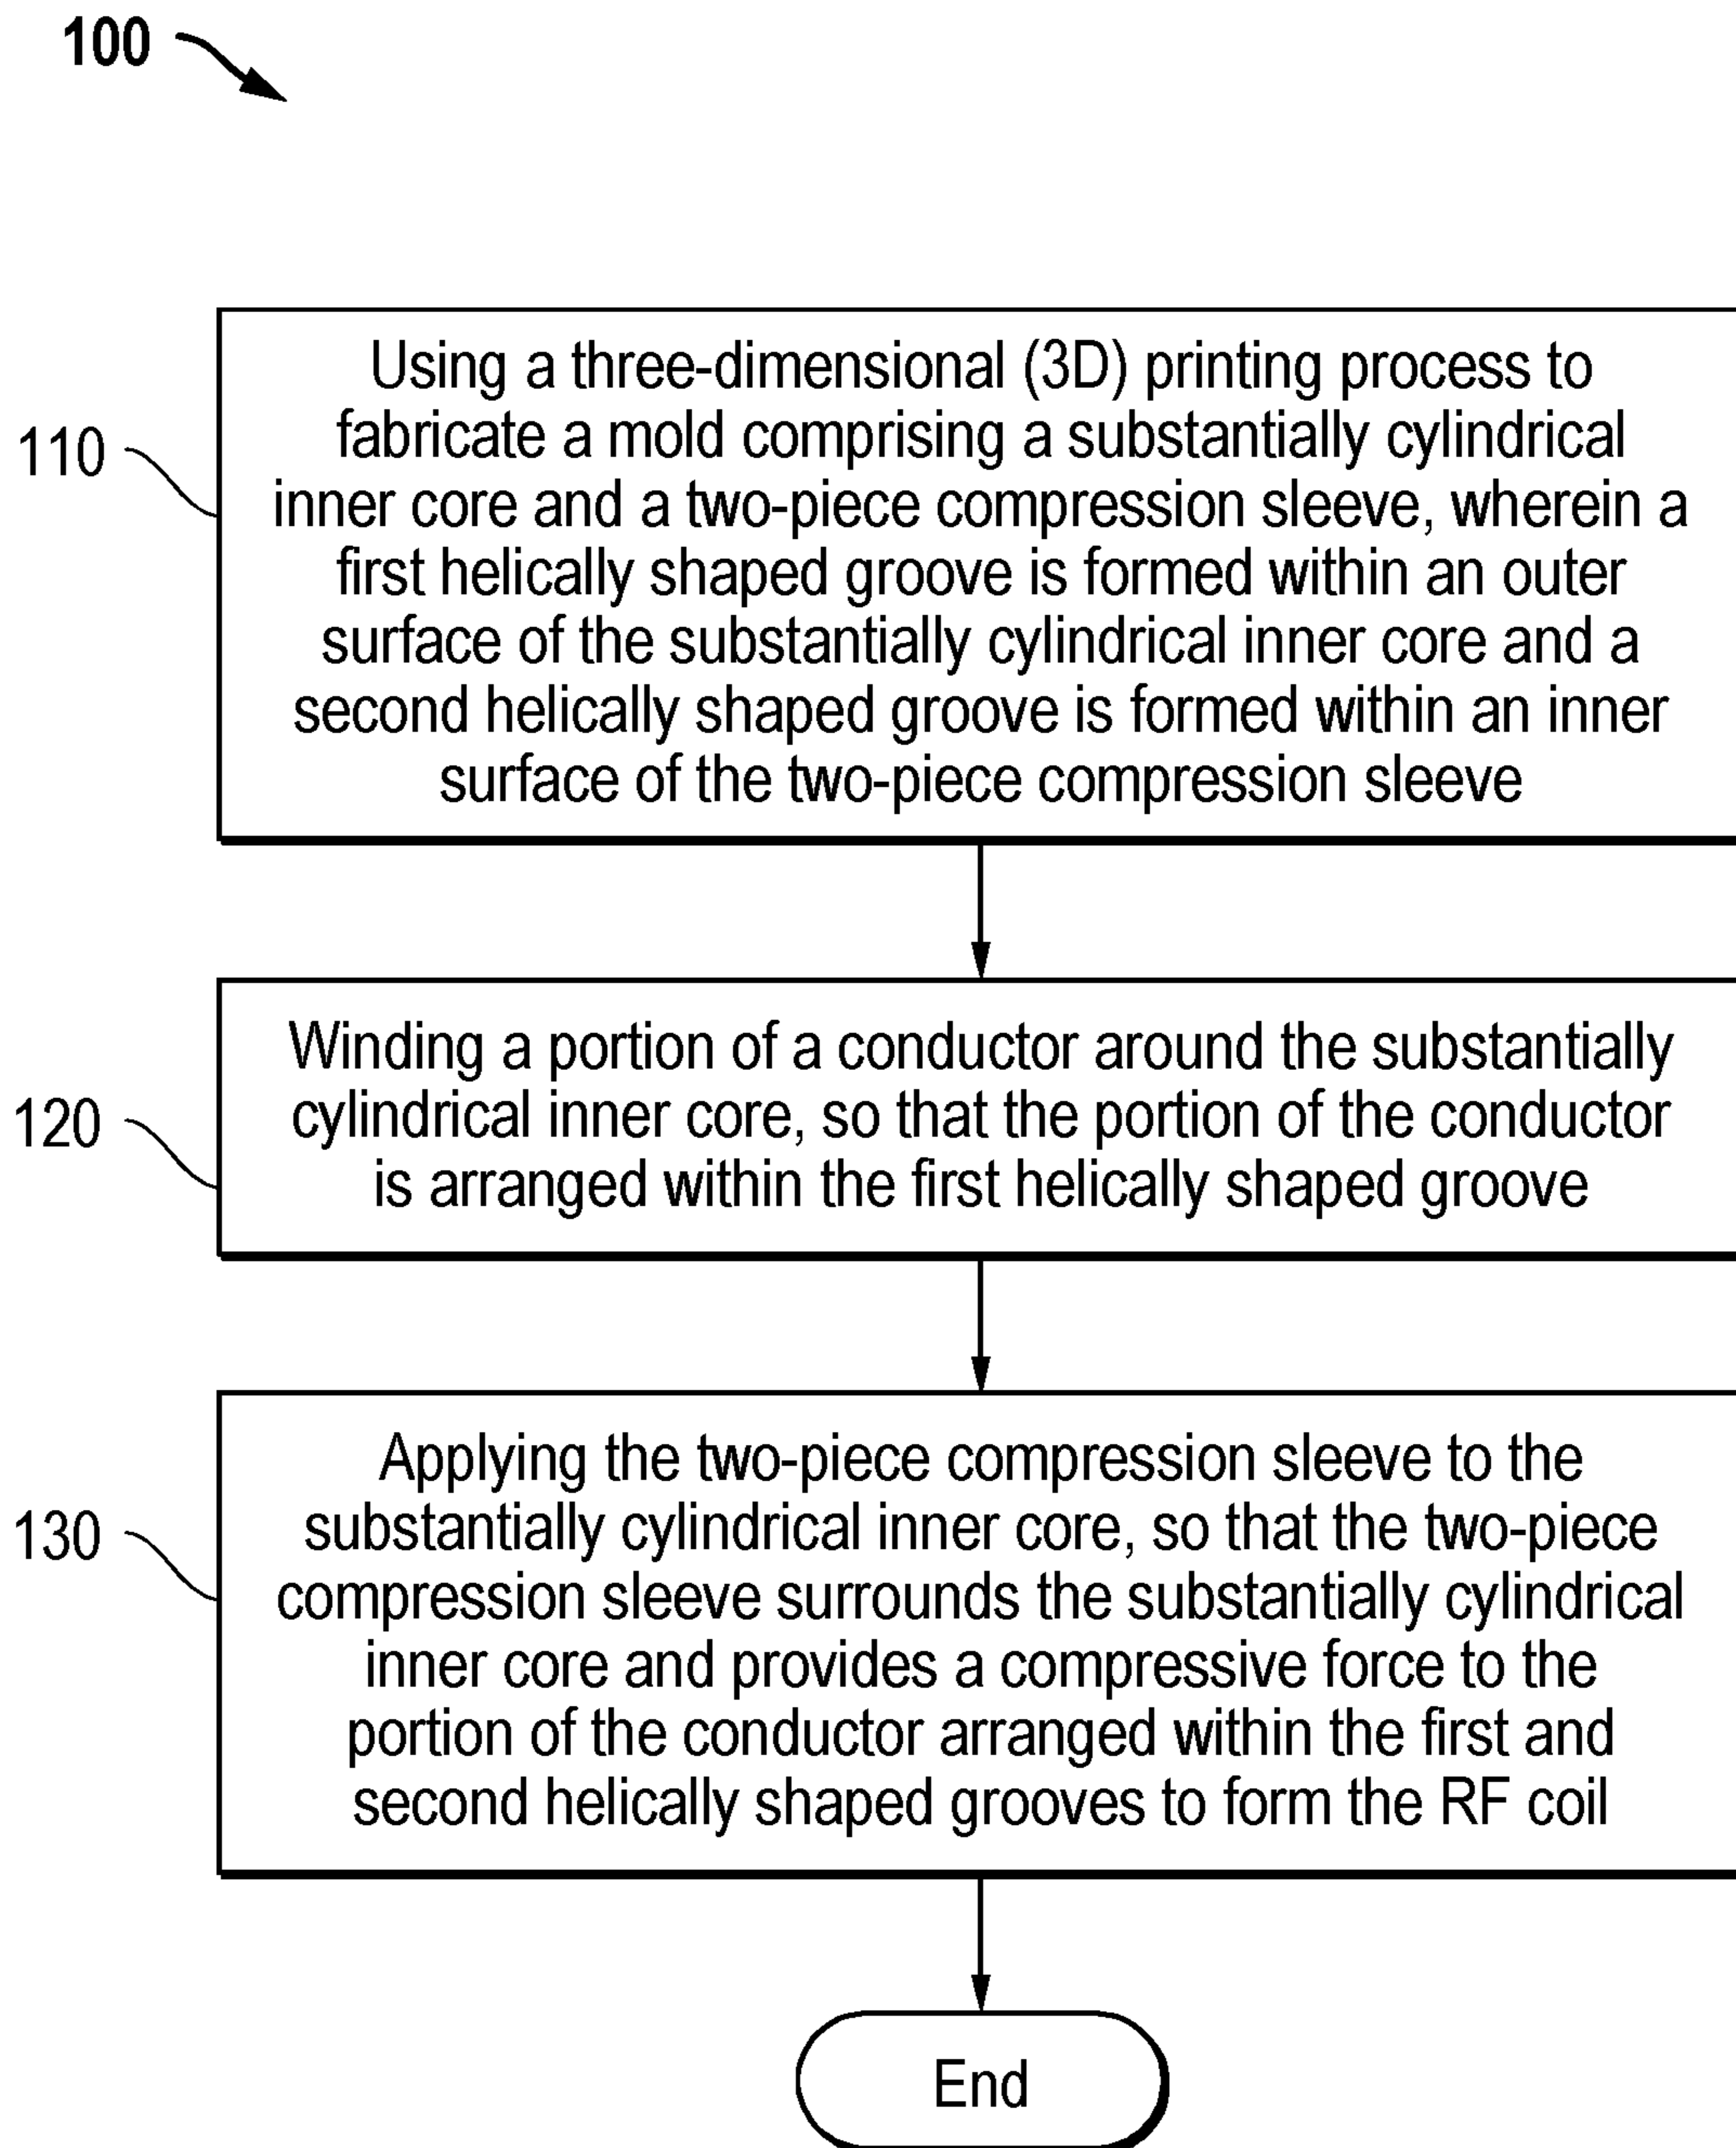 100
110
Using a three-dimensional (3D) printing process to
fabricate a mold comprising a substantially cylindrical
inner core and a two-piece compression sleeve, wherein a
first helically shaped groove is formed within an outer
surface of the substantially cylindrical inner core and a
second helically shaped groove is formed within an inner
surface of the two-piece compression sleeve
120
Winding a portion of a conductor around the substantially
cylindrical inner core, so that the portion of the conductor
is arranged within the first helically shaped groove
130
Applying the two-piece compression sleeve to the
substantially cylindrical inner core, so that the two-piece
compression sleeve surrounds the substantially cylindrical
inner core and provides a compressive force to the
portion of the conductor arranged within the first and
second helically shaped grooves to form the RF coil
End